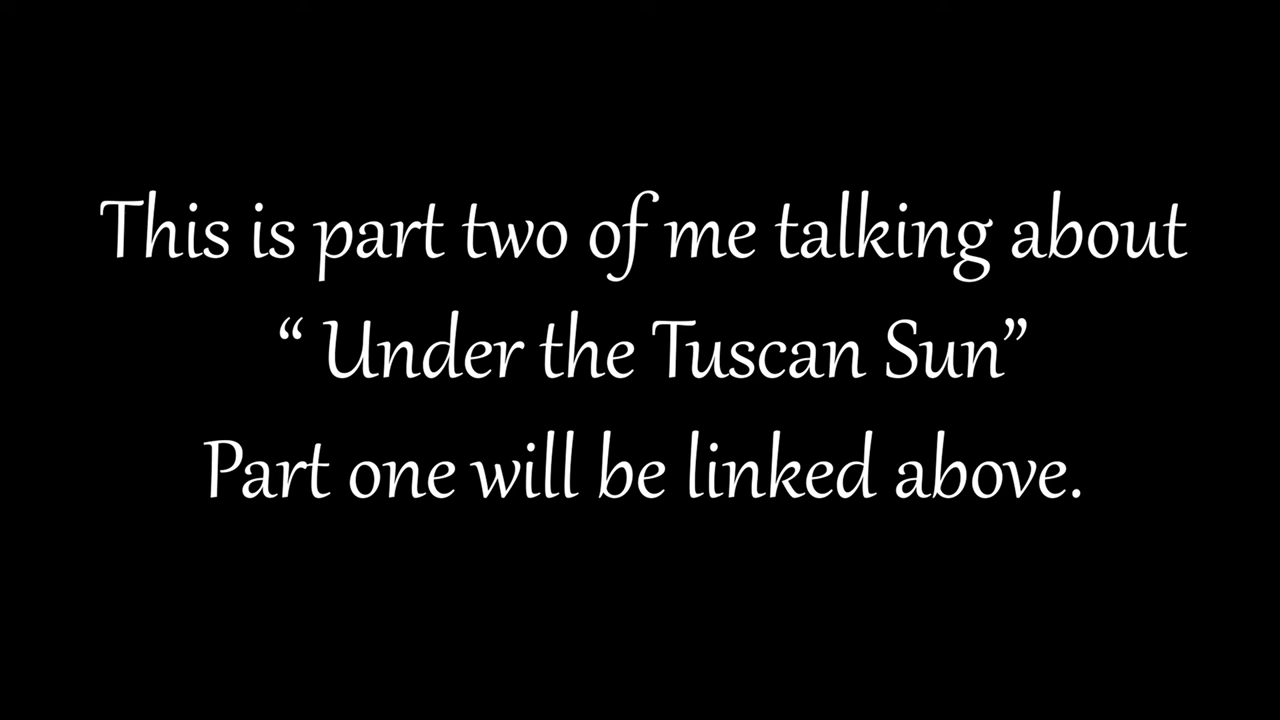 This is part two of me talking about
“ Under the Tuscan Sun”
Part one will be linked above.